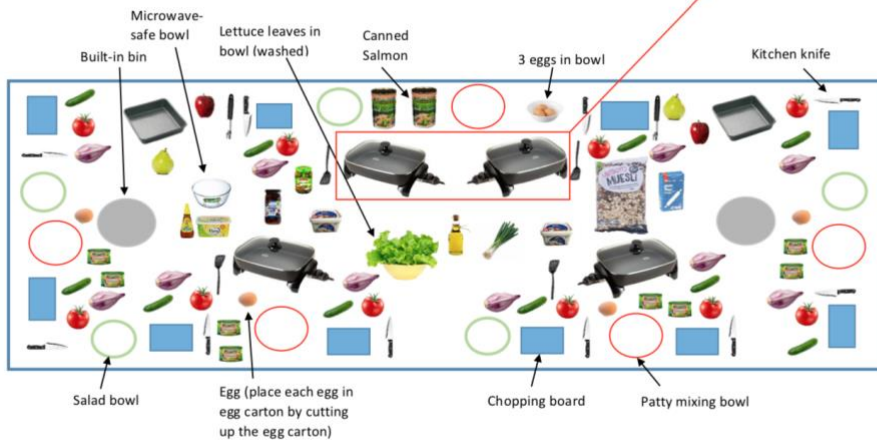 Microwave-
safe bowl
Lettuce leaves in
bowl (washed)
Canned
Salmon
Built-in bin
3 eggs in bowl
Kitchen knife
MUESLI
Salad bowl
Egg (place each egg in
egg carton by cutting
up the egg carton)
Chopping board
Patty mixing bowl